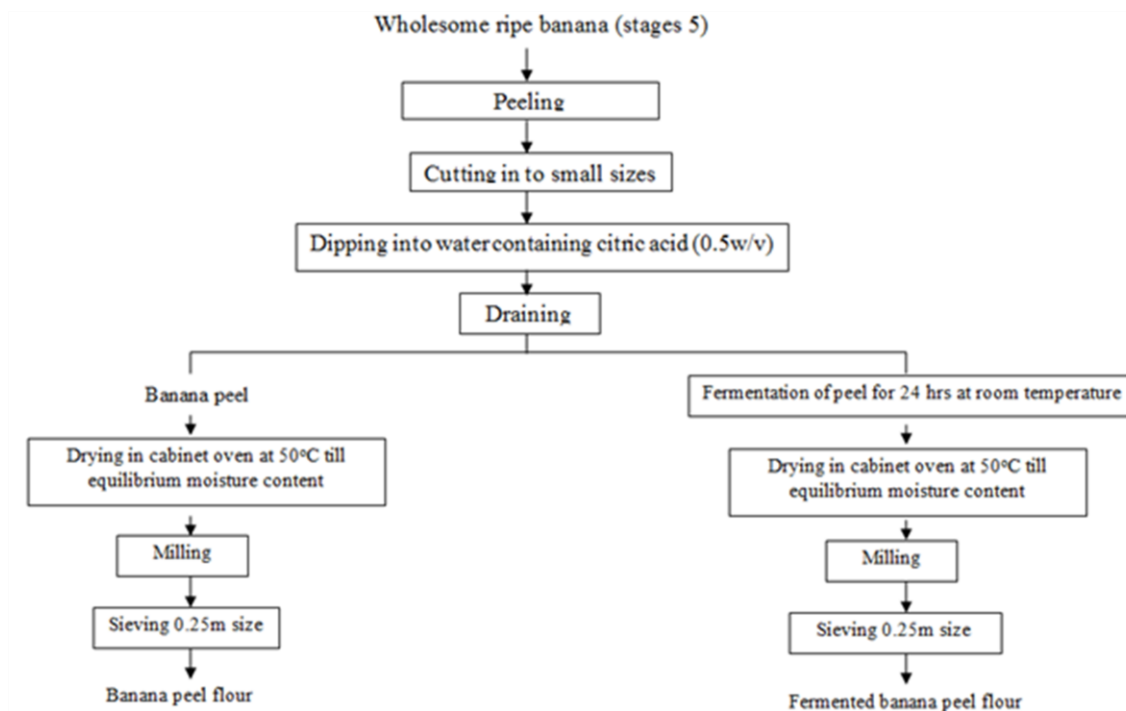 Wholesome ripe banana (stages 5)
Peeling
Cutting in to small sizes
Dipping into water containing citric acid (0.5w/v)
Draining
Banana peel
Drying in cabinet oven at 50°C till
equilibrium moisture content
Milling
Sieving 0.25m size
Banana peel flour
Fermentation of peel for 24 hrs at room temperature
Drying in cabinet oven at 50°C till
equilibrium moisture content
Milling
Sieving 0.25m size
Fermented banana peel flour